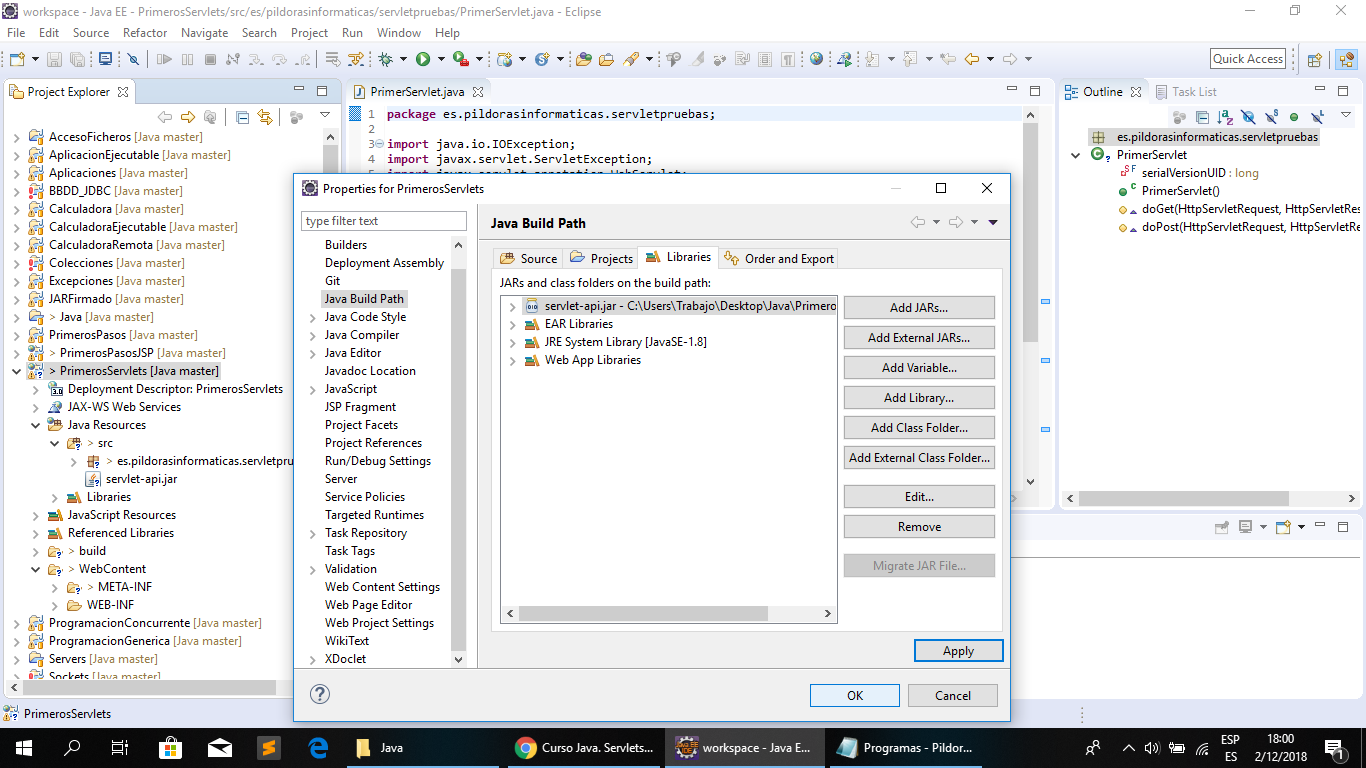 workspace - Java EE - PrimerosServlets/src/es/pildorasinformaticas/servletpruebas/PrimerServlet.java - Eclipse
File Edit Source Refactor Navigate Search Project Run Window Help
Quick Access
Project Explorer
AccesoFicheros [Java master]
AplicacionEjecutable [Java master]
Aplicaciones [Java master]
BBDD_JDBC [Java master]
Calculadora [Java master]
CalculadoraEjecutable [Java master]
CalculadoraRemota [Java master]
Colecciones [Java master]
Excepciones [Java master]
JARFirmado [Java master]
> Java [Java master]
PrimerosPasos [Java master]
> PrimerosPasosJSP [Java master]
> PrimerosServlets [Java master]
Deployment Descriptor: PrimerosServlets
JAX-WS Web Services
Java Resources
> src
> es.pildorasinformaticas.servletpru
servlet-api.jar
Libraries
JavaScript Resources
Referenced Libraries
> build
> WebContent
> META-INF
WEB-INF
ProgramacionConcurrente [Java master]
ProgramacionGenerica [Java master]
Servers [Java master]
Sockets [Java master]
PrimerServlet.java
1 package es.pildorasinformaticas.servletpruebas;
2
3 import java.io.IOException;
4 import javax.servlet.ServletException;
import javax.servlet.annotation.WebServlet;
Outline Task List
es.pildorasinformaticas.servletpruebas
PrimerServlet
serialVersionUID : long
PrimerServlet()
doGet(HttpServletRequest, HttpServletRes
doPost(HttpServletRequest, HttpServletRe
Properties for PrimerosServlets
type filter text
Builders
Deployment Assembly
Git
Java Build Path
Java Code Style
Java Compiler
Java Editor
Javadoc Location
JavaScript
JSP Fragment
Project Facets
Project References
Run/Debug Settings
Server
Service Policies
Targeted Runtimes
Task Repository
Task Tags
Validation
Web Content Settings
Web Page Editor
Web Project Settings
WikiText
XDoclet
Java Build Path
Source Projects Libraries Order and Export
JARs and class folders on the build path:
servlet-api.jar - C:\Users\Trabajo\Desktop\Java\Primero
EAR Libraries
JRE System Library [JavaSE-1.8]
Web App Libraries
Add JARs...
Add External JARs...
Add Variable...
Add Library...
Add Class Folder...
Add External Class Folder...
Edit...
Remove
Migrate JAR File...
Apply
OK Cancel
PrimerosServlets
Java
Curso Java. Servlets...
workspace - Java E...
Programas - Pildor...
ESP
ES
18:00
2/12/2018
1